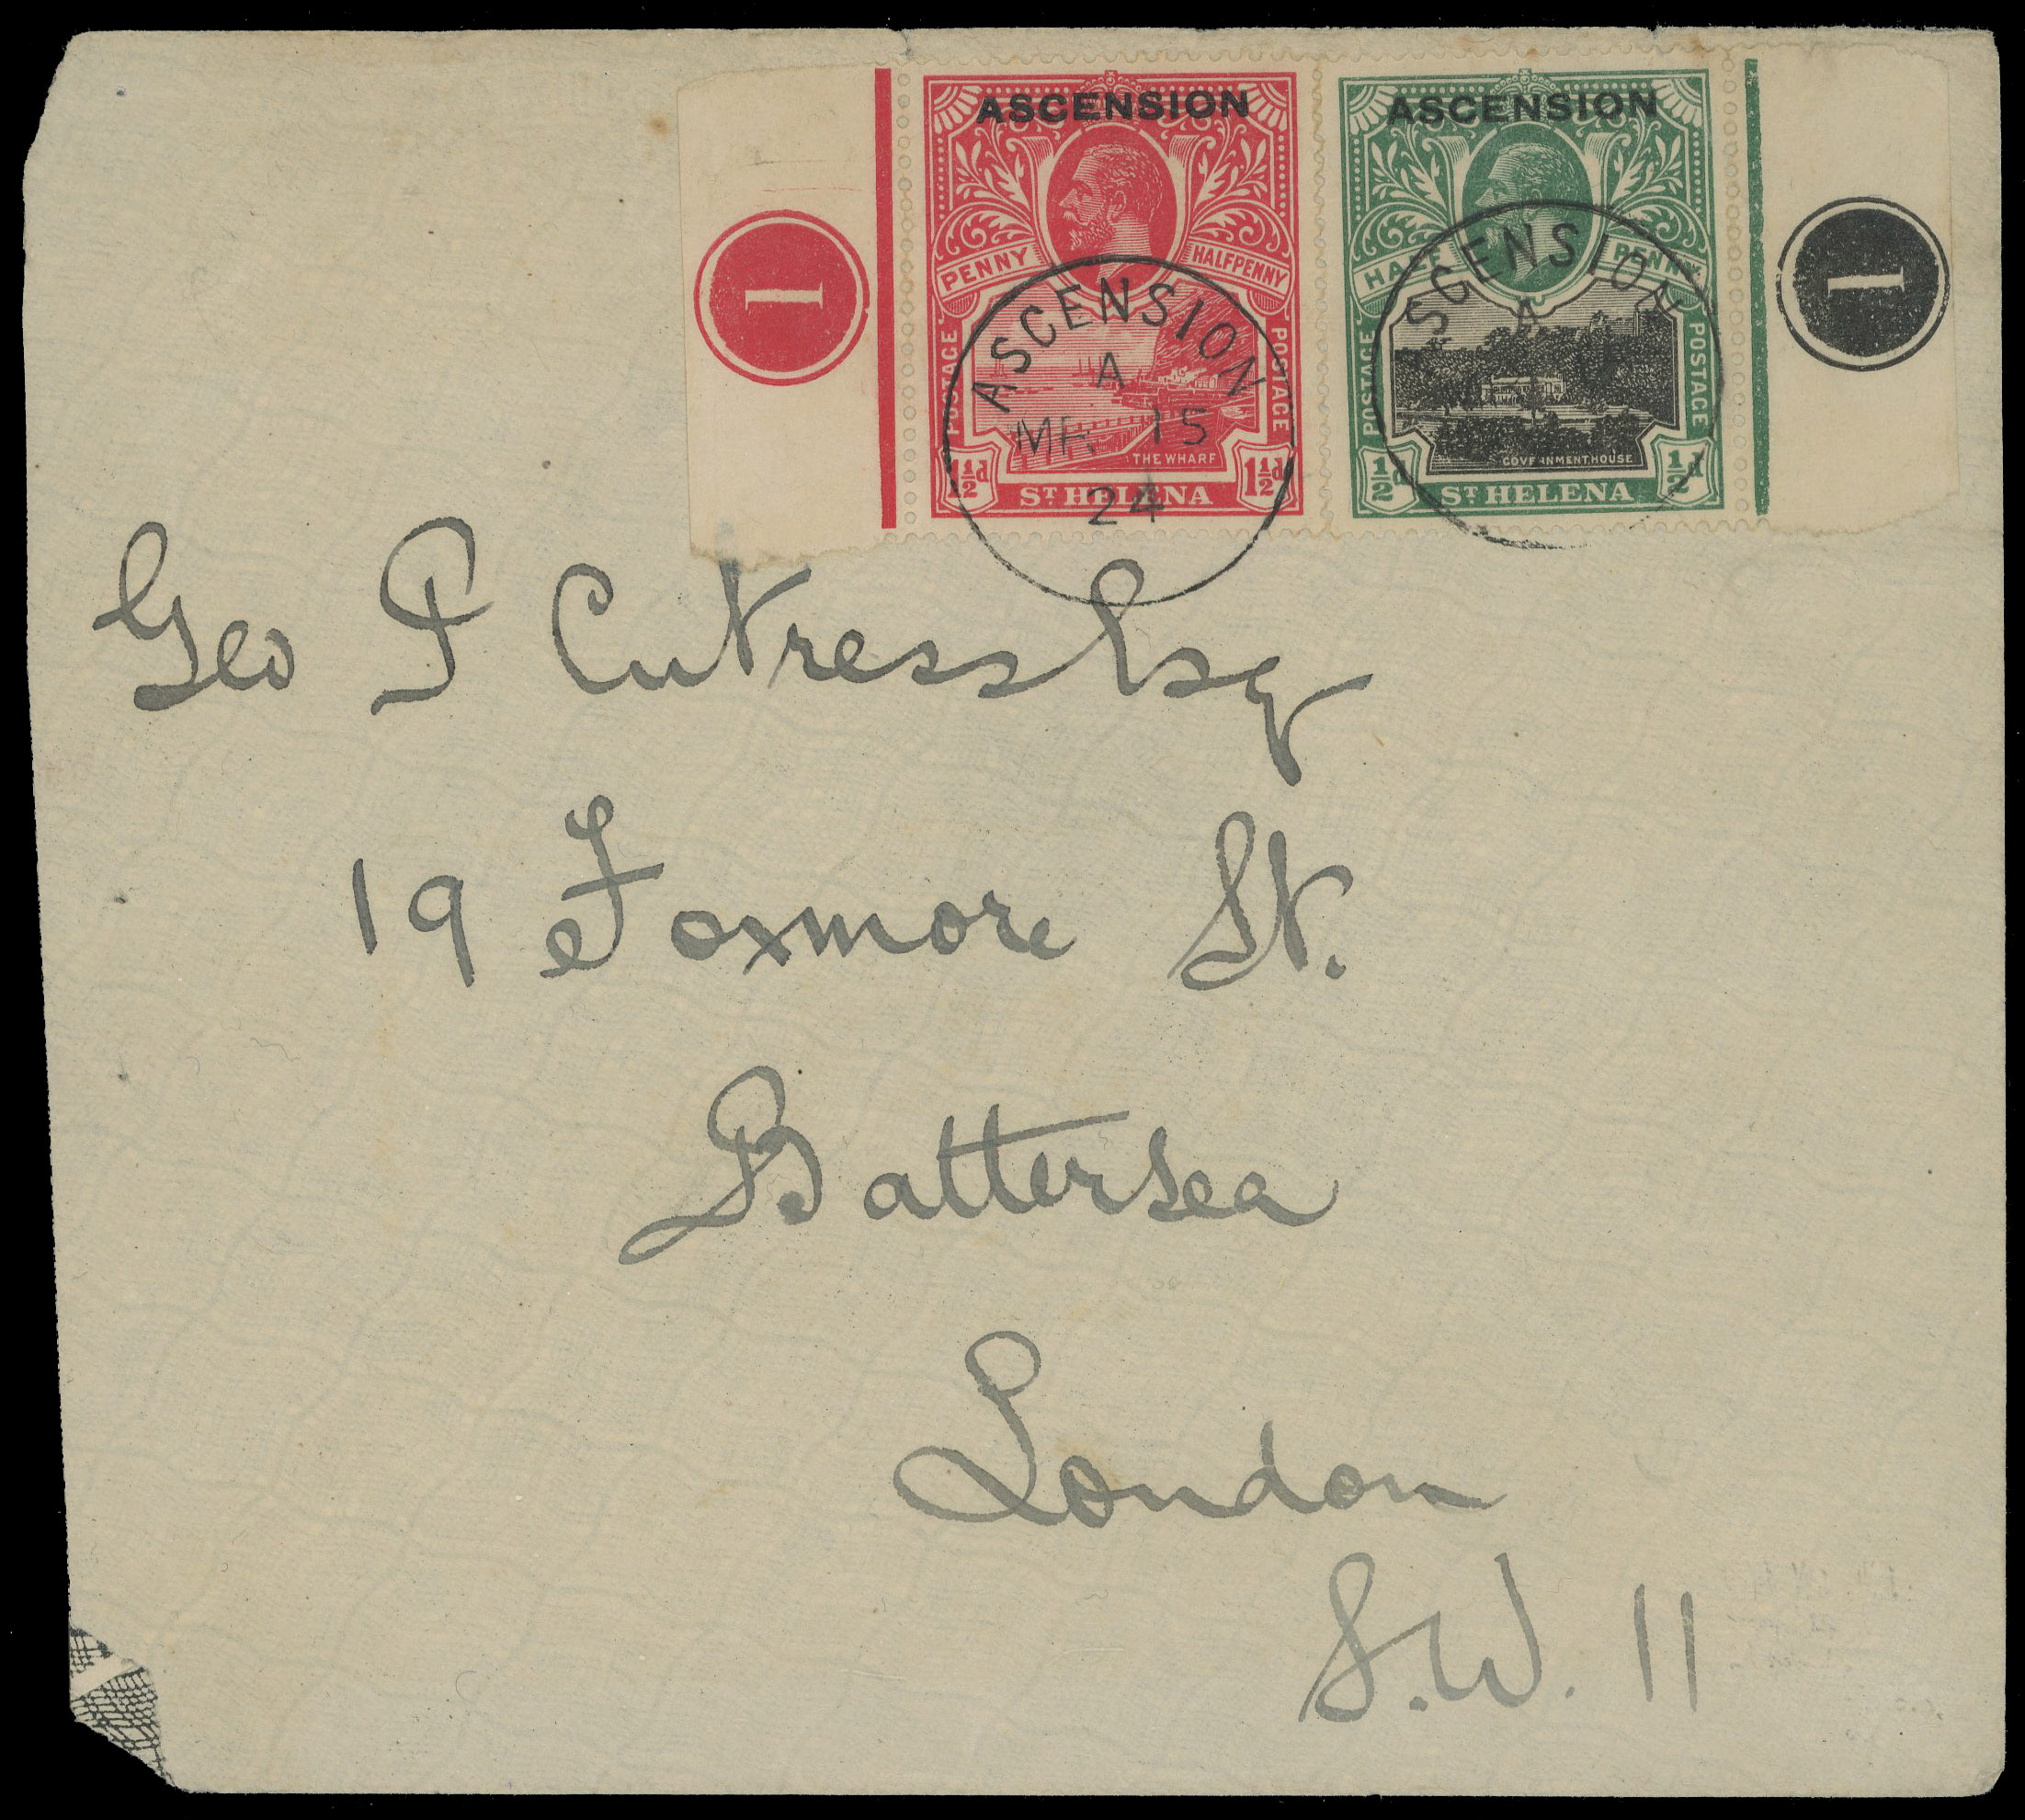 1
ASCENSION
PENNY HALFPENNY
POSTAGE POSTAGE
THE WHARF
1½d ST HELENA 1½d
ASCENSION
HALF PENNY
POSTAGE POSTAGE
GOVERNMENT HOUSE
½d ST HELENA ½d
1
ASCENSION
A
MR 15
24
ASCENSION
A
Geo P Cutress Esq
19 Foxmore St.
Battersea
London
S.W. 11